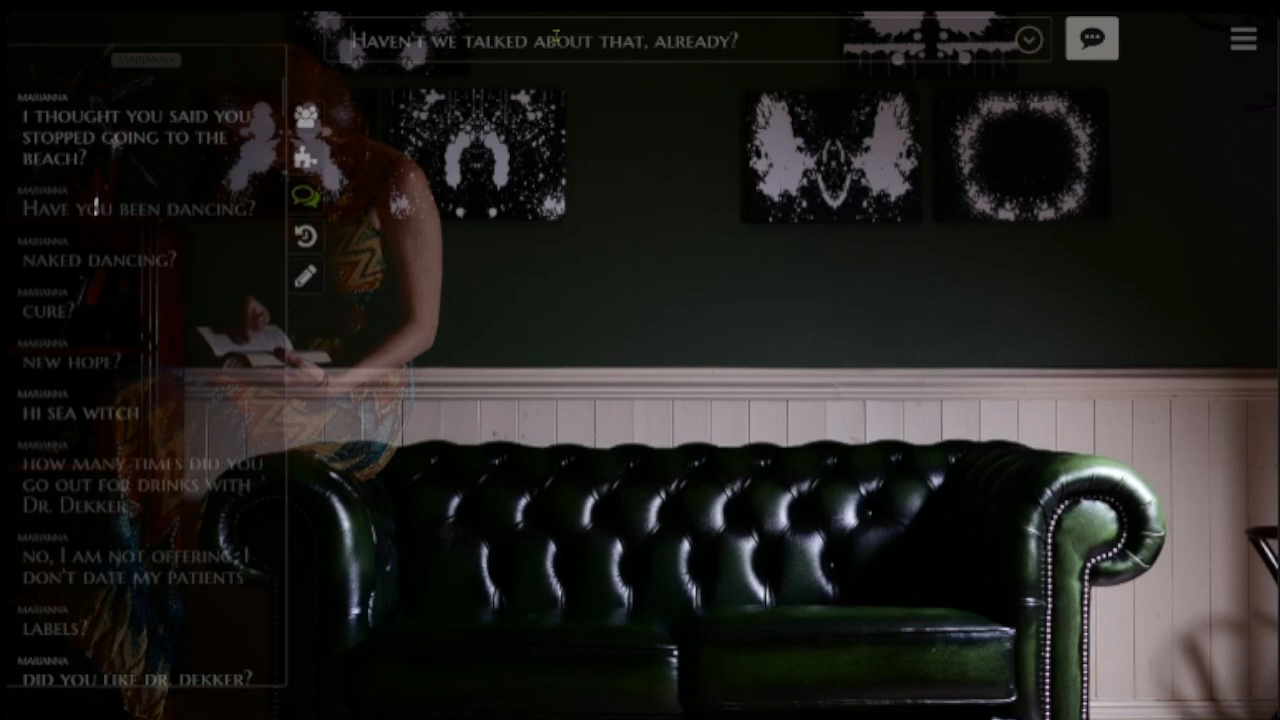 Haven't we talked about that, already?
MARIANNA
MARIANNA
I THOUGHT YOU SAID YOU
STOPPED GOING TO THE
BEACH?
MARIANNA
Have you been dancing?
MARIANNA
NAKED DANCING?
MARIANNA
CURE?
MARIANNA
NEW HOPE?
MARIANNA
HI SEA WITCH
MARIANNA
HOW MANY TIMES DID YOU
GO OUT FOR DRINKS WITH
Dr. Dekker>
MARIANNA
NO, I AM NOT OFFERING; I
DON'T DATE MY PATIENTS
MARIANNA
LABELS?
MARIANNA
DID YOU LIKE DR. DEKKER?